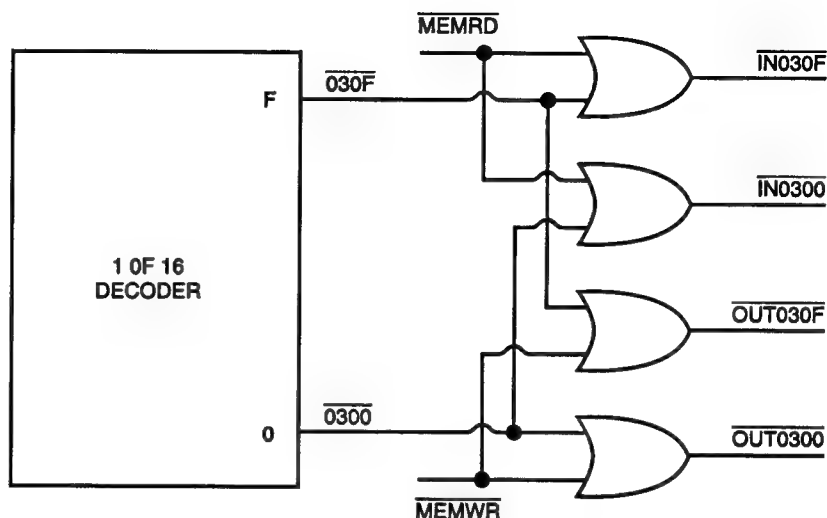 MEMRD
IN030F
030F
F
IN0300
1 0F 16
DECODER
OUT030F
0300
0
OUT0300
MEMWR